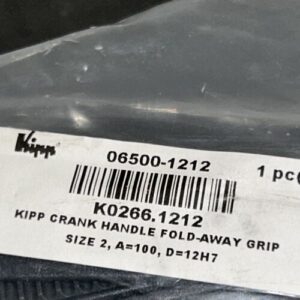 Kipp 06500-1212 1 pc(
K0266.1212
KIPP CRANK HANDLE FOLD-AWAY GRIP
SIZE 2, A=100, D=12H7